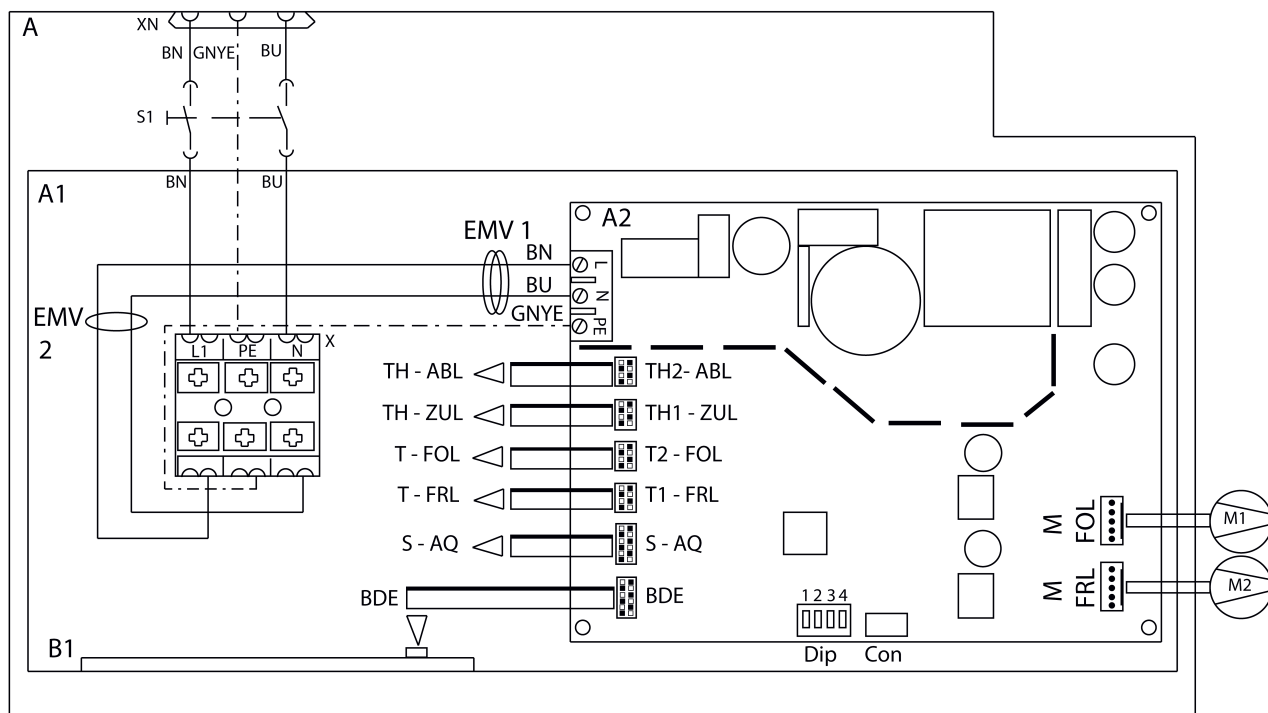 A
XN
BN GNYE BU
S1
BN BU
A1
EMV 1
BN
BU
GNYE
A2
L
N
PE
EMV
2
X
L1 PE N
TH - ABL
TH2- ABL
TH - ZUL
TH1 - ZUL
T - FOL
T2 - FOL
T - FRL
T1 - FRL
S - AQ
S - AQ
BDE
BDE
M
FOL
M1
M
FRL
M2
1 2 3 4
Dip
Con
B1